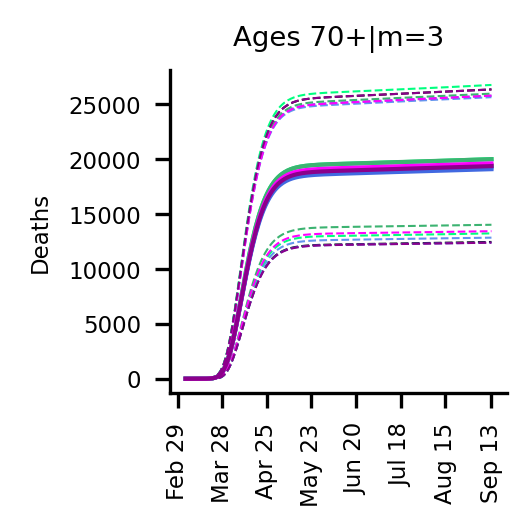 Ages 70+|m=3
Deaths
25000
20000
15000
10000
5000
0
Feb 29
Mar 28
Apr 25
May 23
Jun 20
Jul 18
Aug 15
Sep 13